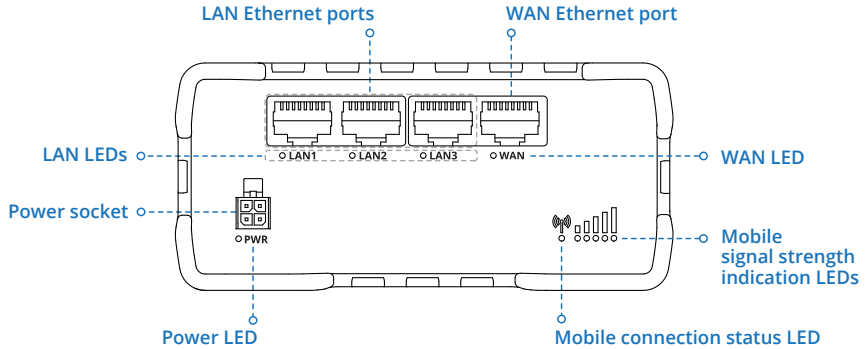 LAN Ethernet ports
WAN Ethernet port
LAN LEDs
LAN1
LAN2
LAN3
WAN
WAN LED
Power socket
PWR
Mobile
signal strength
indication LEDs
Power LED
Mobile connection status LED